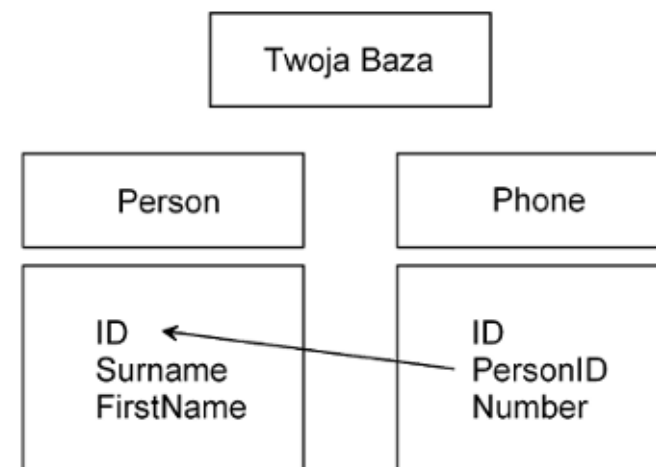 Twoja Baza
Person
Phone
ID
Surname
FirstName
ID
PersonID
Number